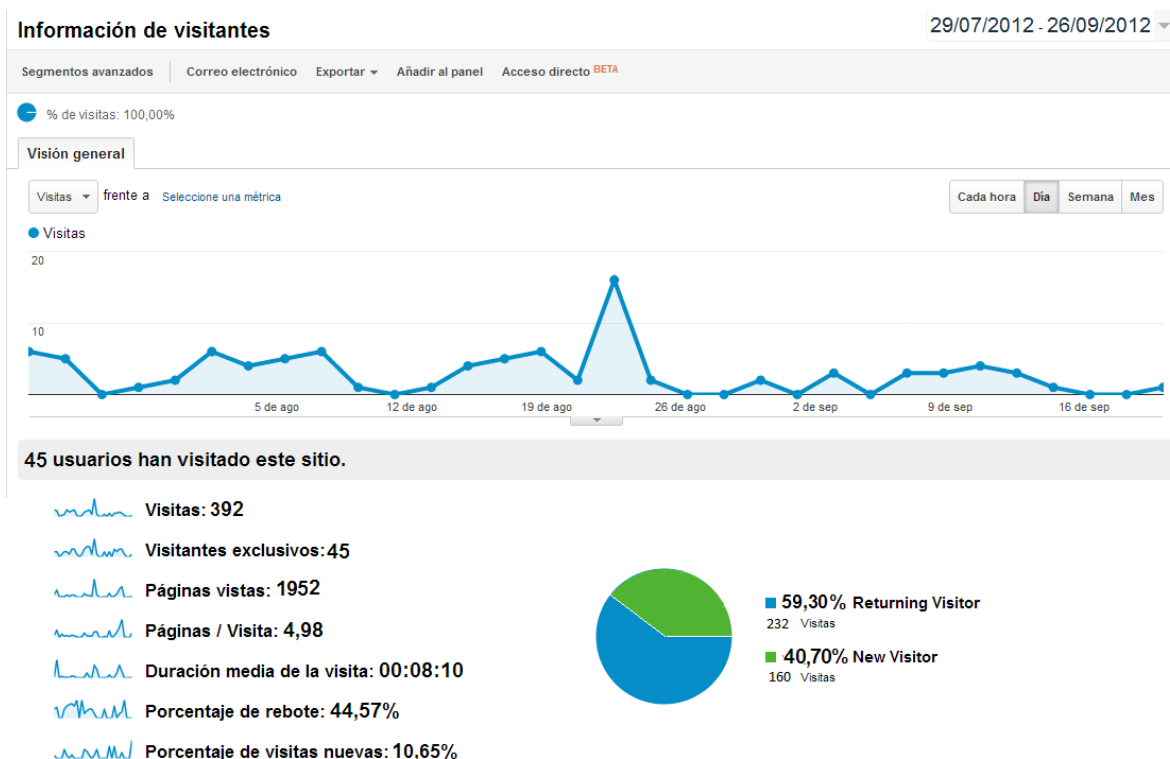 Información de visitantes
29/07/2012 - 26/09/2012
Segmentos avanzados Correo electrónico Exportar Añadir al panel Acceso directo BETA
% de visitas: 100,00%
Visión general
Visitas frente a Seleccione una métrica
Cada hora Día Semana Mes
Visitas
20
10
5 de ago 12 de ago 19 de ago 26 de ago 2 de sep 9 de sep 16 de sep
45 usuarios han visitado este sitio.
Visitas: 392
Visitantes exclusivos: 45
Páginas vistas: 1952
Páginas / Visita: 4,98
Duración media de la visita: 00:08:10
Porcentaje de rebote: 44,57%
Porcentaje de visitas nuevas: 10,65%
59,30% Returning Visitor
232 Visitas
40,70% New Visitor
160 Visitas